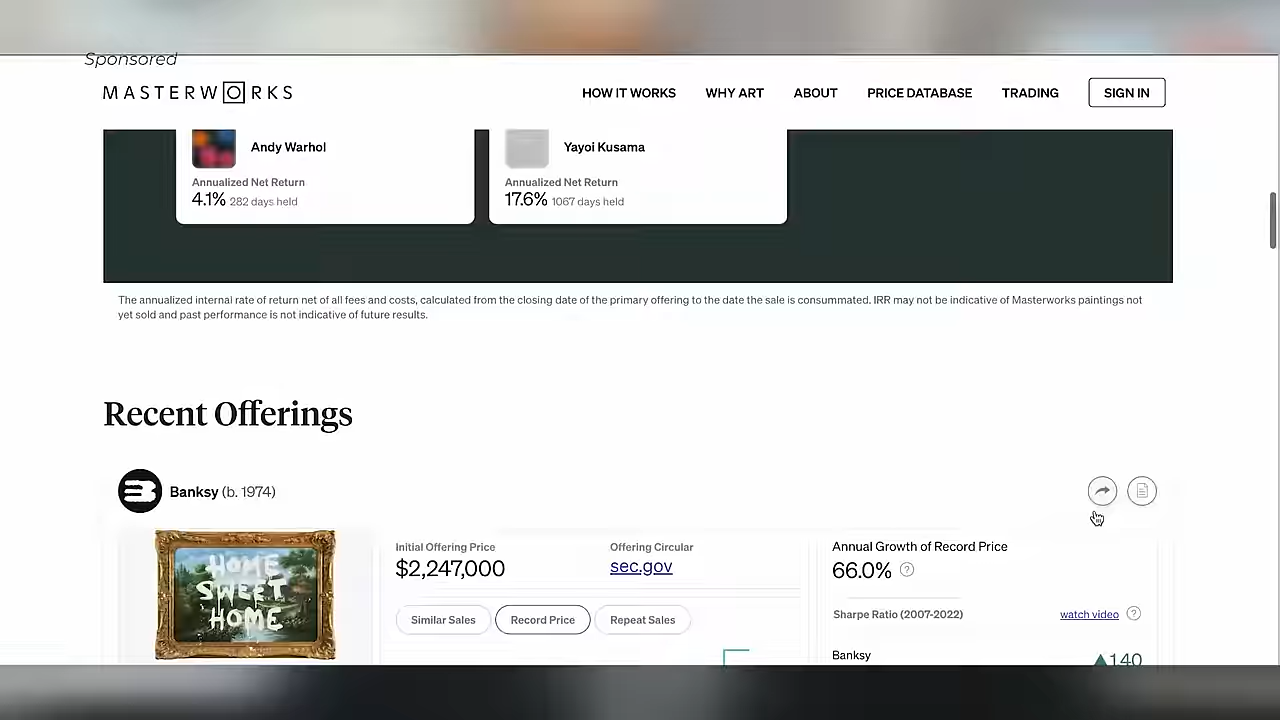 Sponsored
MASTERWORKS
HOW IT WORKS WHY ART ABOUT PRICE DATABASE TRADING SIGN IN
Andy Warhol
Annualized Net Return
4.1% 282 days held
Yayoi Kusama
Annualized Net Return
17.6% 1067 days held
The annualized internal rate of return net of all fees and costs, calculated from the closing date of the primary offering to the date the sale is consummated. IRR may not be indicative of Masterworks paintings not
yet sold and past performance is not indicative of future results.
Recent Offerings
Banksy (b. 1974)
HOME
SWEET
HOME
Initial Offering Price
$2,247,000
Offering Circular
sec.gov
Similar Sales Record Price Repeat Sales
Annual Growth of Record Price
66.0% ?
Sharpe Ratio (2007-2022) watch video ?
Banksy ▲1.40